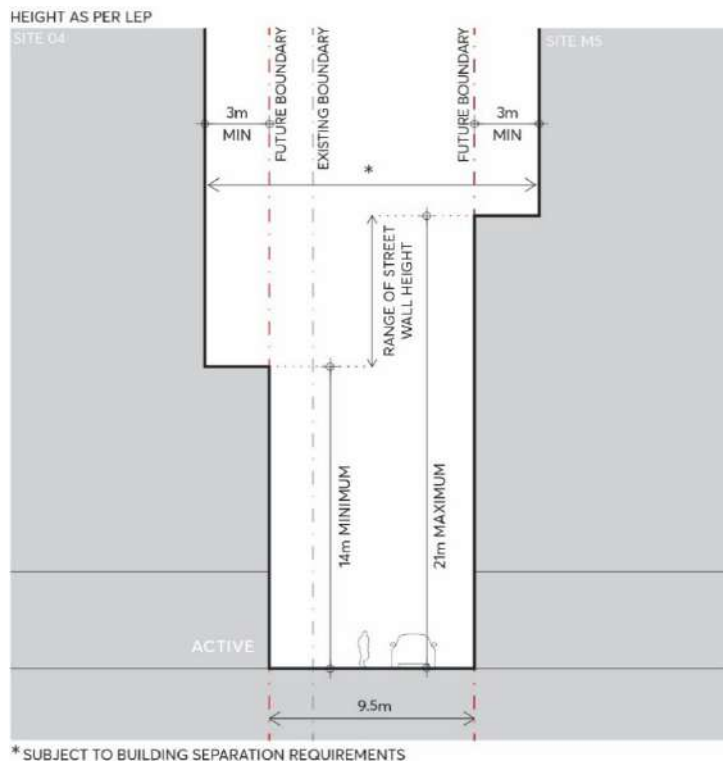 HEIGHT AS PER LEP
SITE 04
SITE M5
FUTURE BOUNDARY
EXISTING BOUNDARY
FUTURE BOUNDARY
3m
MIN
3m
MIN
*
RANGE OF STREET
WALL HEIGHT
14m MINIMUM
21m MAXIMUM
ACTIVE
9.5m
* SUBJECT TO BUILDING SEPARATION REQUIREMENTS